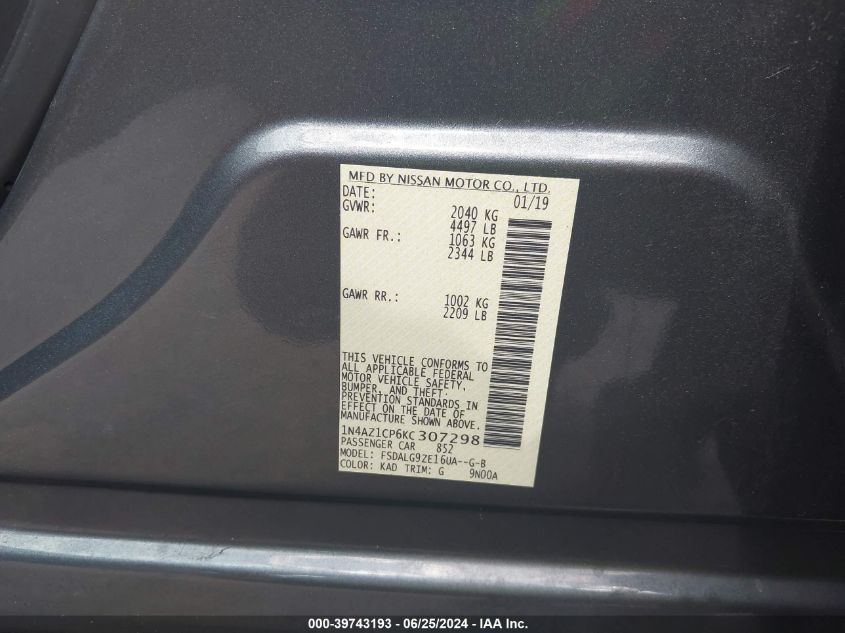 MFD BY NISSAN MOTOR CO., LTD.
DATE: 01/19
GVWR: 2040 KG
4497 LB
GAWR FR.: 1063 KG
2344 LB
GAWR RR.: 1002 KG
2209 LB
THIS VEHICLE CONFORMS TO
ALL APPLICABLE FEDERAL
MOTOR VEHICLE SAFETY,
BUMPER, AND THEFT
PREVENTION STANDARDS IN
EFFECT ON THE DATE OF
MANUFACTURE SHOWN ABOVE.
1N4AZ1CP6KC307298
PASSENGER CAR 852
MODEL: FSDALG9ZE16UA--G-B
COLOR: KAD TRIM: G 9N00A
000-39743193 - 06/25/2024 - IAA Inc.